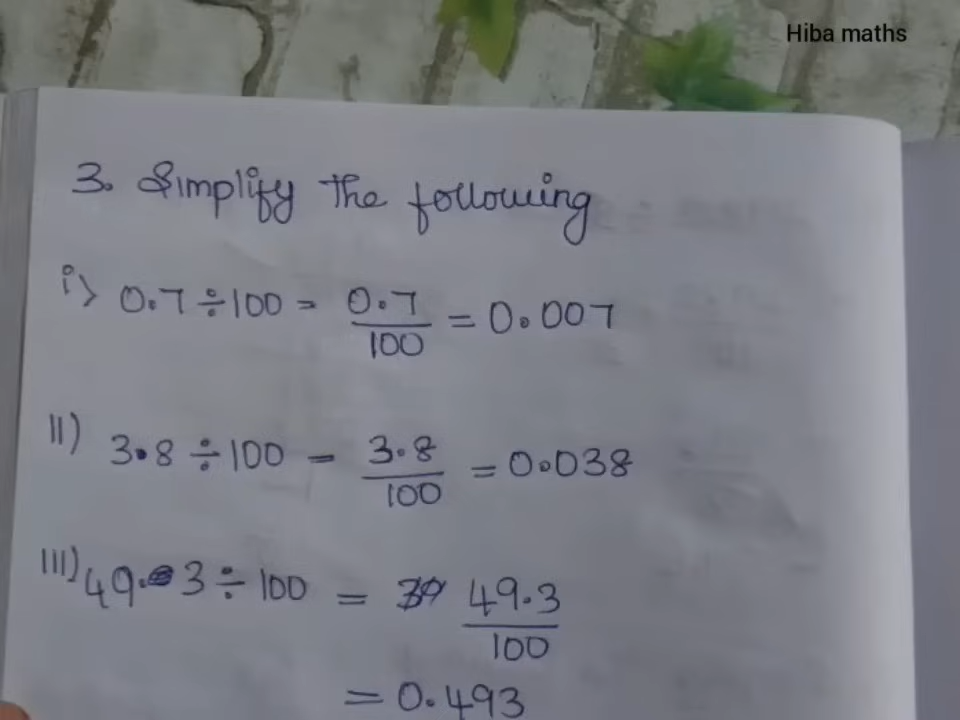 Hiba maths
3. Simplify the following
i) 0.7 ÷ 100 = 0.7/100 = 0.007
ii) 3.8 ÷ 100 = 3.8/100 = 0.038
iii) 49.3 ÷ 100 = 49.3/100
= 0.493